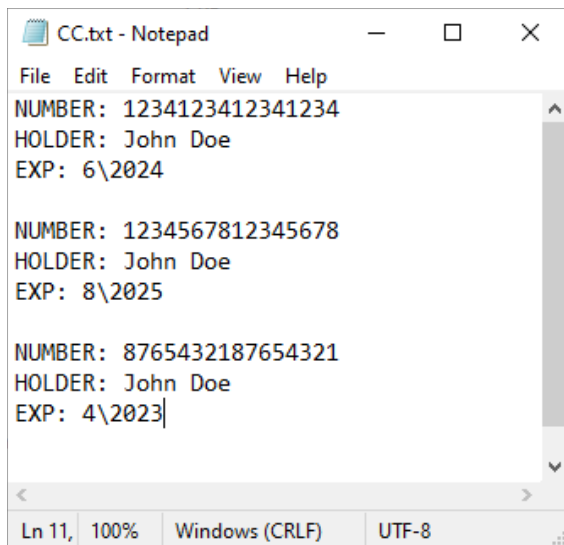 CC.txt - Notepad
File Edit Format View Help
NUMBER: 1234123412341234
HOLDER: John Doe
EXP: 6\2024
NUMBER: 1234567812345678
HOLDER: John Doe
EXP: 8\2025
NUMBER: 8765432187654321
HOLDER: John Doe
EXP: 4\2023
Ln 11, 100% Windows (CRLF) UTF-8